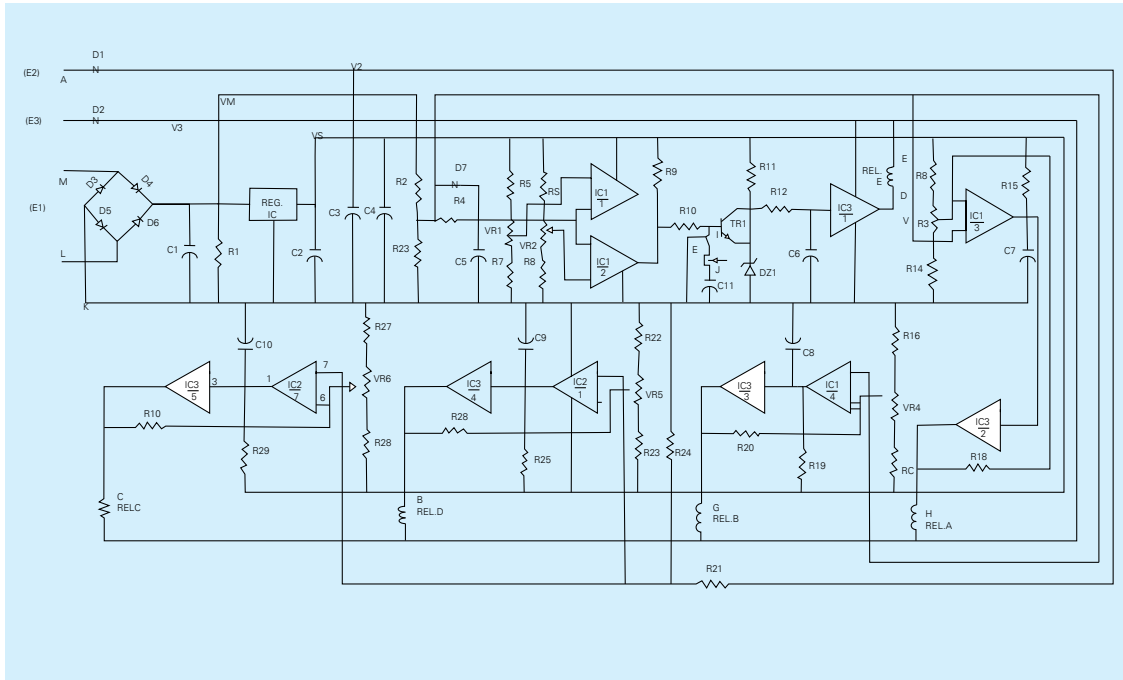 D1
(E2)
N
V2
A
VM
D2
(E3)
N
V3
VS
M
D3
D4
(E1)
D5
D6
L
K
C1
R1
REG.
IC
C2
C3
C4
R2
R23
D7
N
R4
C5
R5
RS
VR1
VR2
R7
R8
IC1
1
IC1
2
R9
R10
E
I
J
C11
TR1
R11
DZ1
R12
C6
IC3
1
REL.
E
E
D
V
R8
R3
R14
IC1
3
R15
C7
C10
R27
VR6
R28
IC3
5
3
1
IC2
7
7
6
R10
R29
C
RELC
C9
IC3
4
IC2
1
R28
R25
R22
VR5
R23
R24
B
REL.D
C8
IC3
3
IC1
4
R20
R19
R16
VR4
RC
G
REL.B
IC3
2
R18
H
REL.A
R21